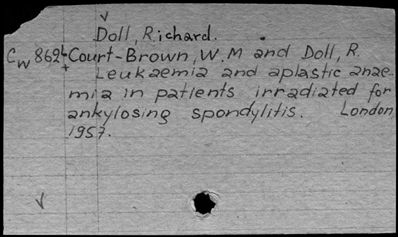 Doll, Richard.
Cw 862 Court-Brown, W. M and Doll, R.
+ Leukaemia and aplastic anae-
mia in patients irradiated for
ankylosing spondylitis. London
1957.